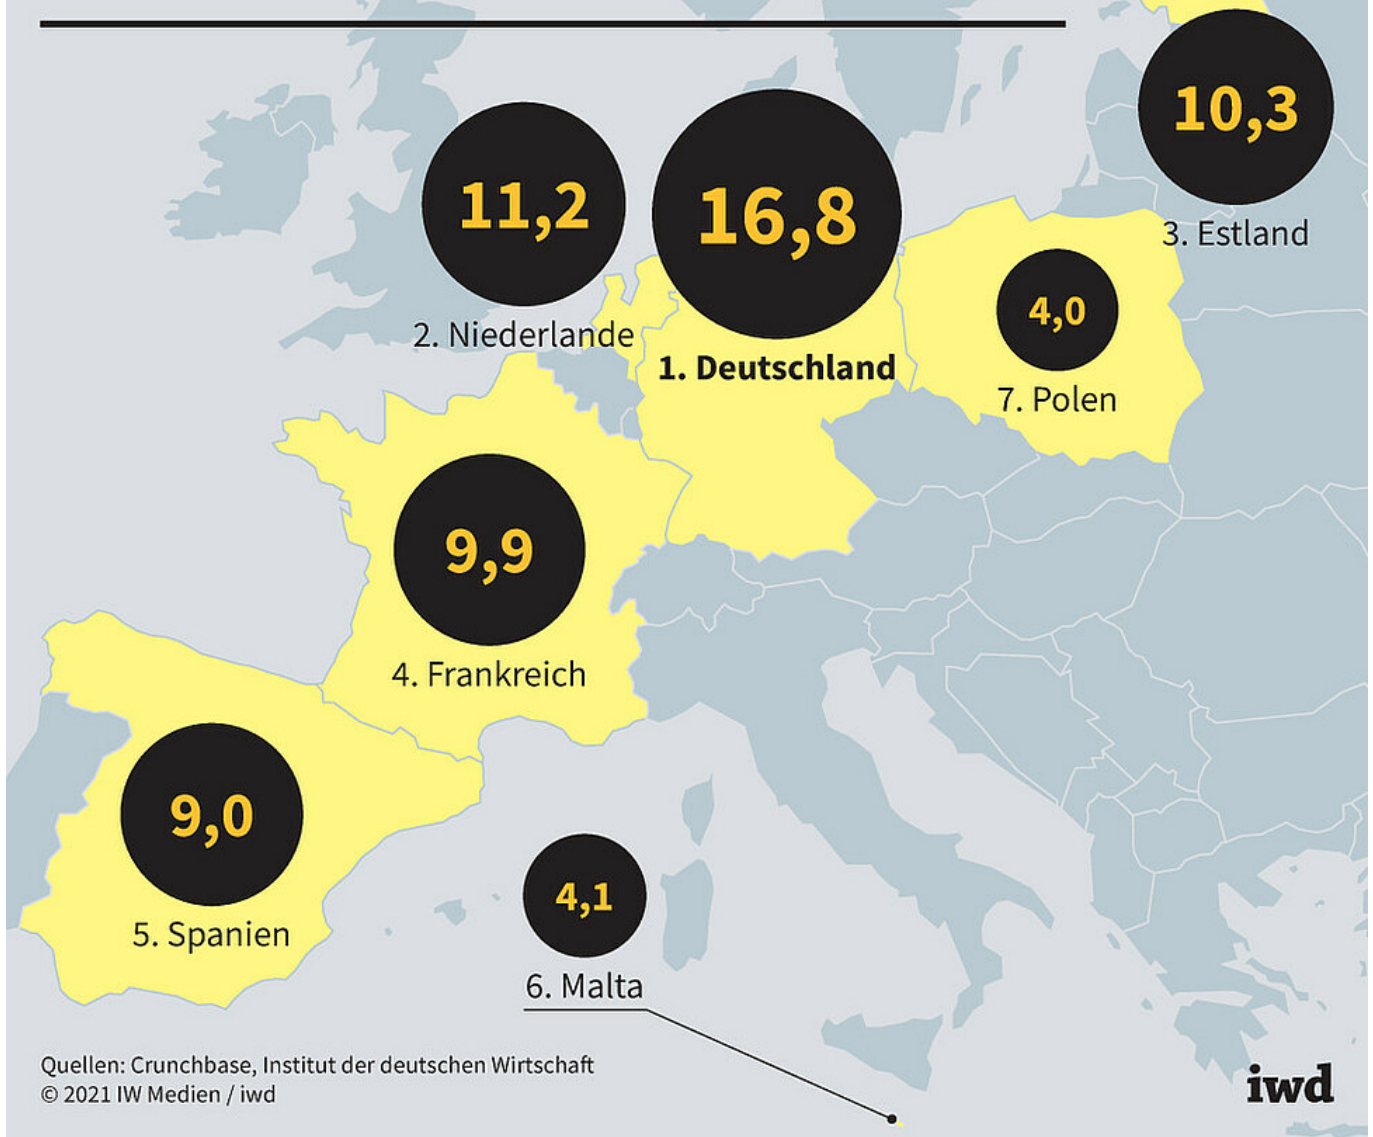 10,3
3. Estland
11,2
2. Niederlande
16,8
1. Deutschland
4,0
7. Polen
9,9
4. Frankreich
9,0
5. Spanien
4,1
6. Malta
Quellen: Crunchbase, Institut der deutschen Wirtschaft
© 2021 IW Medien / iwd
iwd